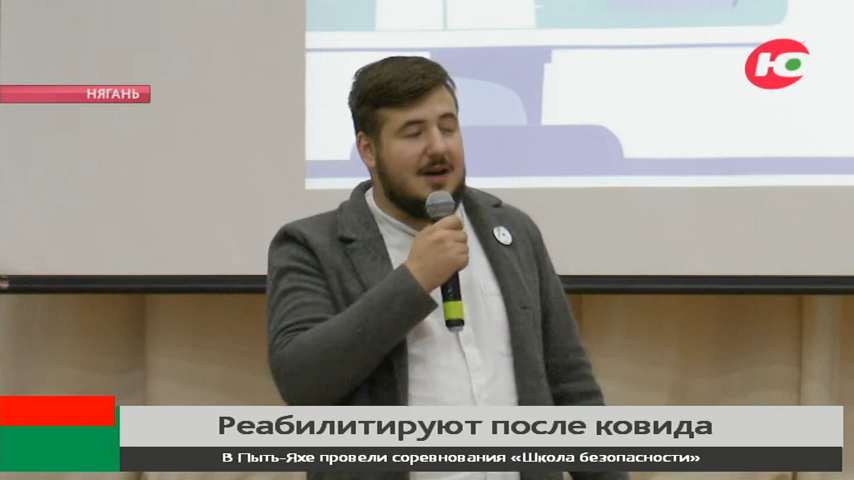 Ю
НЯГАНЬ
Реабилитируют после ковида
В Пыть-Яхе провели соревнования «Школа безопасности»